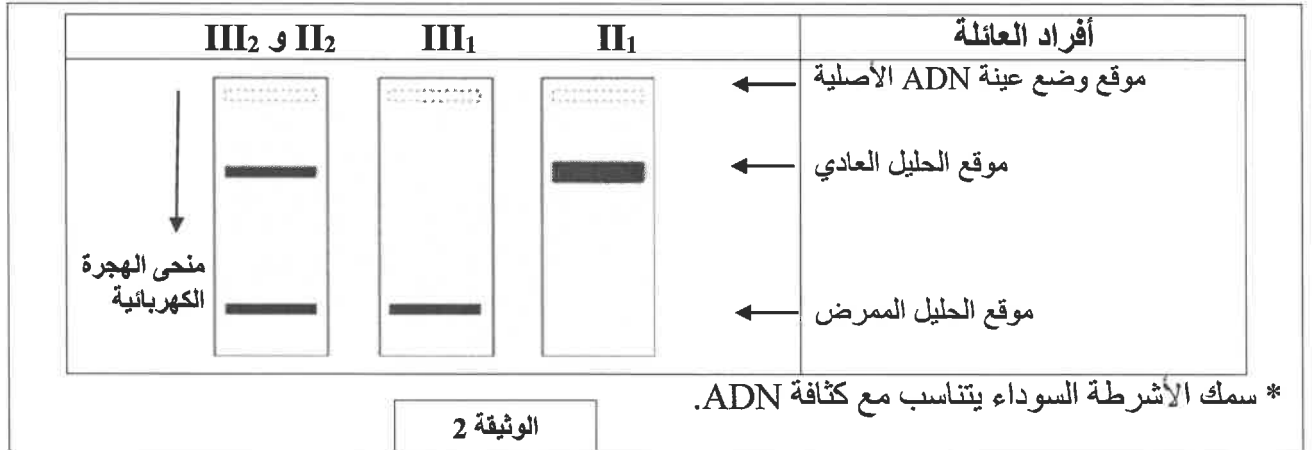 أفراد العائلة II₁ III₁ III₂ و II₂
موقع وضع عينة ADN الأصلية
موقع الحليل العادي
موقع الحليل الممرض
منحى الهجرة
الكهربائية
* سمك الأشرطة السوداء يتناسب مع كثافة ADN.
الوثيقة 2